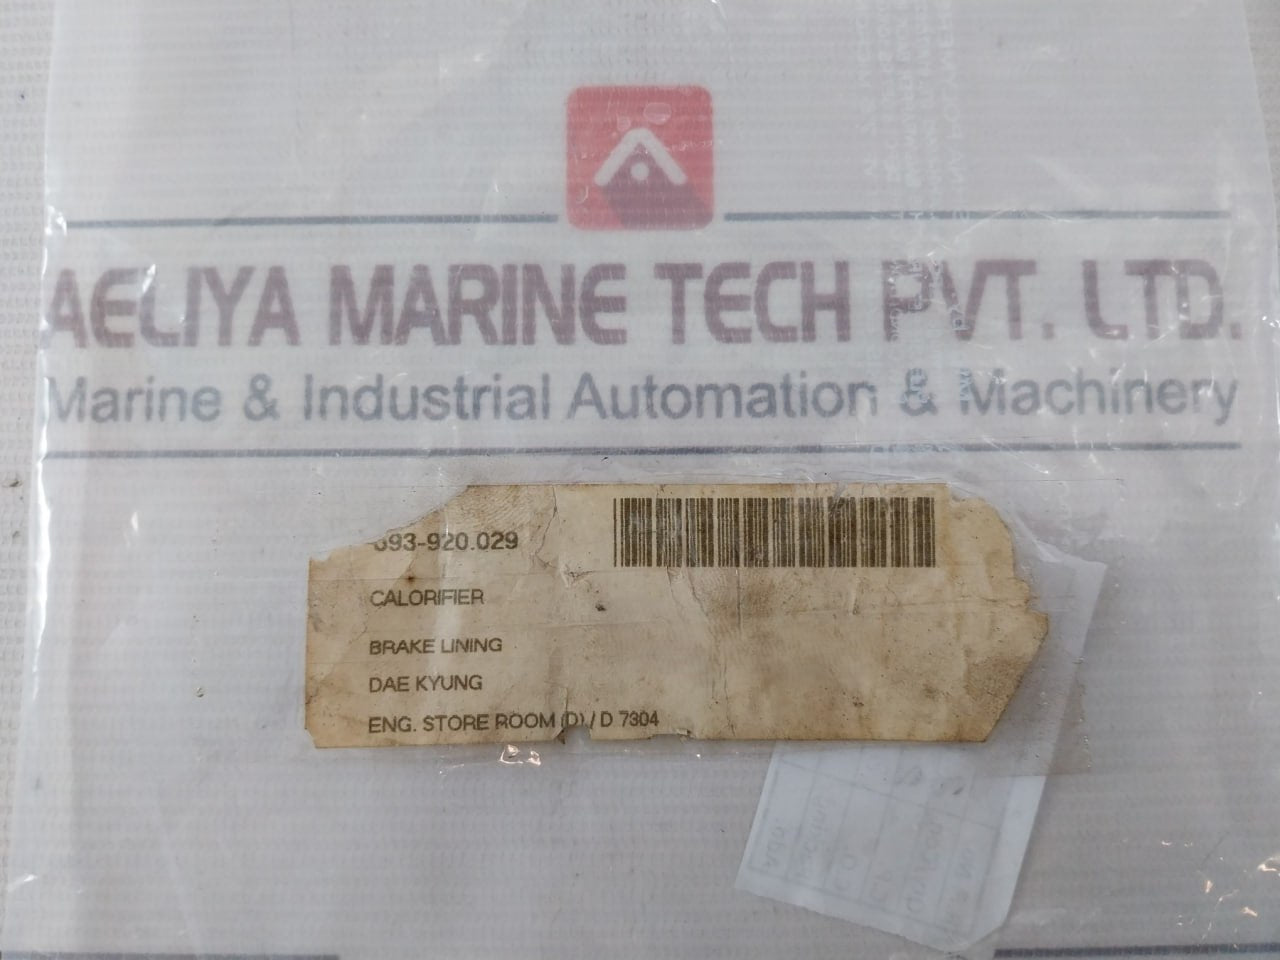 AELIYA MARINE TECH PVT. LTD.
Marine & Industrial Automation & Machinery
693-920.029
CALORIFIER
BRAKE LINING
DAE KYUNG
ENG. STORE ROOM (D) / D 7304